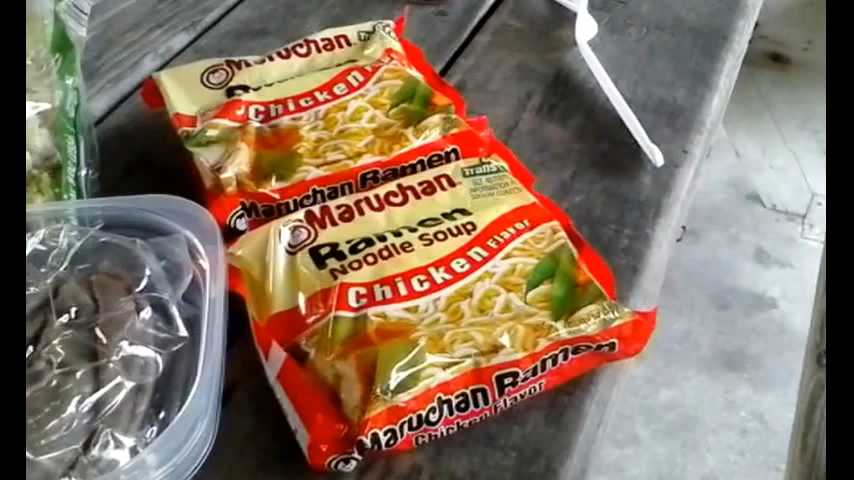 Maruchan
Chicken
Maruchan Ramen
Maruchan
Ramen
Noodle Soup
Chicken Flavor
Maruchan Ramen
Chicken Flavor